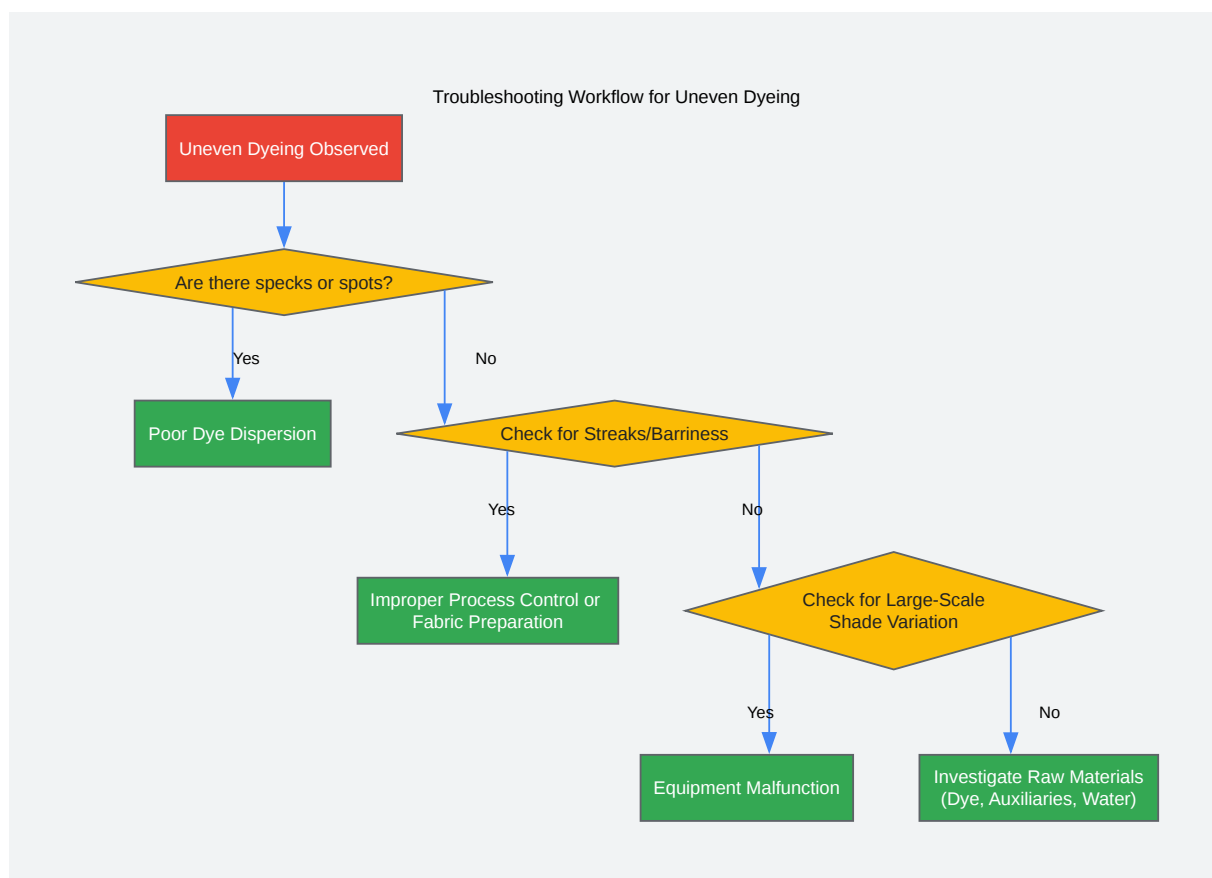 Troubleshooting Workflow for Uneven Dyeing
Uneven Dyeing Observed
Are there specks or spots?
Yes
No
Poor Dye Dispersion
Check for Streaks/Barriness
Yes
No
Improper Process Control or
Fabric Preparation
Check for Large-Scale
Shade Variation
Yes
No
Equipment Malfunction
Investigate Raw Materials
(Dye, Auxiliaries, Water)